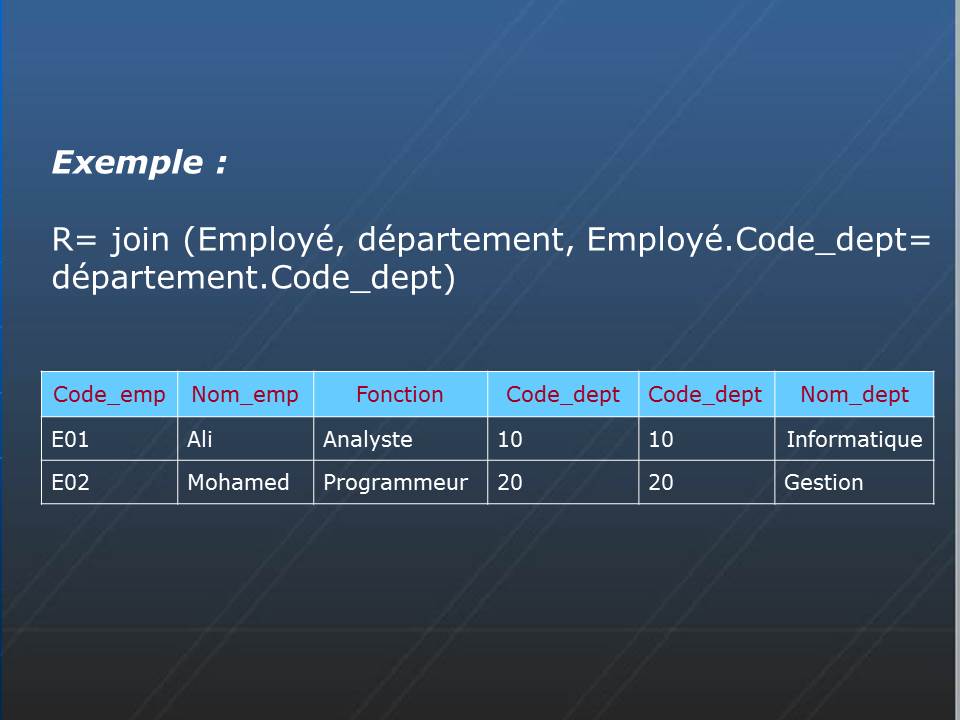 Exemple :
R= join (Employé, département, Employé.Code_dept=
département.Code_dept)
Code_emp Nom_emp Fonction Code_dept Code_dept Nom_dept
E01 Ali Analyste 10 10 Informatique
E02 Mohamed Programmeur 20 20 Gestion